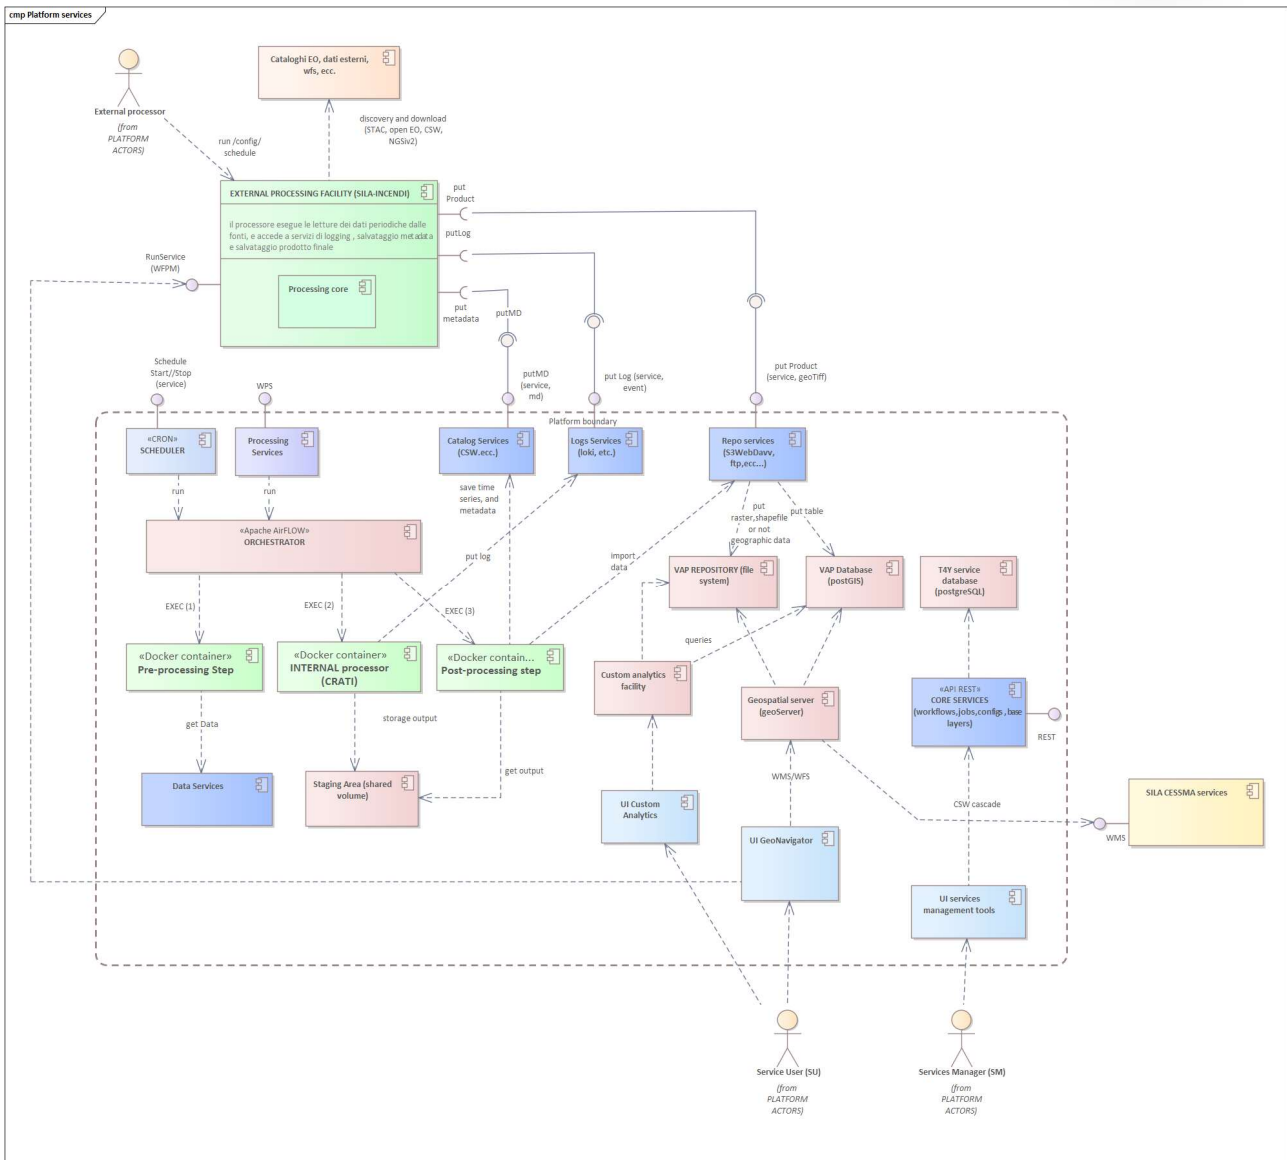 cmp Platform services
External processor
(from
PLATFORM
ACTORS)
Cataloghi EO, dati esterni,
wfs, ecc.
discovery and download
(STAC, open EO, CSW,
NGSiv2)
run /config/
schedule
EXTERNAL PROCESSING FACILITY (SILA-INCENDI)
il processore esegue le letture dei dati periodiche dalle
fonti, e accede a servizi di logging , salvataggio metadata
e salvataggio prodotto finale
Processing core
RunService
(WFPM)
put
Product
putLog
put
metadata
putMD
putMD
(service,
md)
put Log (service,
event)
put Product
(service, geoTiff)
Schedule
Start//Stop
(service)
WPS
Platform boundary
«CRON»
SCHEDULER
Processing
Services
Catalog Services
(CSW.ecc.)
Logs Services
(loki, etc.)
Repo services
(S3WebDavv,
ftp,ecc...)
run
run
save time
series, and
metadata
put
raster,shapefile
or not
geographic data
put table
«Apache AirFLOW»
ORCHESTRATOR
put log
import
data
VAP REPOSITORY (file
system)
VAP Database
(postGIS)
T4Y service
database
(postgreSQL)
EXEC (1)
EXEC (2)
EXEC (3)
queries
«Docker container»
Pre-processing Step
«Docker container»
INTERNAL processor
(CRATI)
«Docker contain...
Post-processing step
Custom analytics
facility
Geospatial server
(geoServer)
«API REST»
CORE SERVICES
(workflows,jobs,configs ,base
layers)
REST
get Data
storage output
get output
WMS/WFS
CSW cascade
Data Services
Staging Area (shared
volume)
UI Custom
Analytics
UI GeoNavigator
SILA CESSMA services
WMS
UI services
management tools
Service User (SU)
(from
PLATFORM
ACTORS)
Services Manager (SM)
(from
PLATFORM
ACTORS)